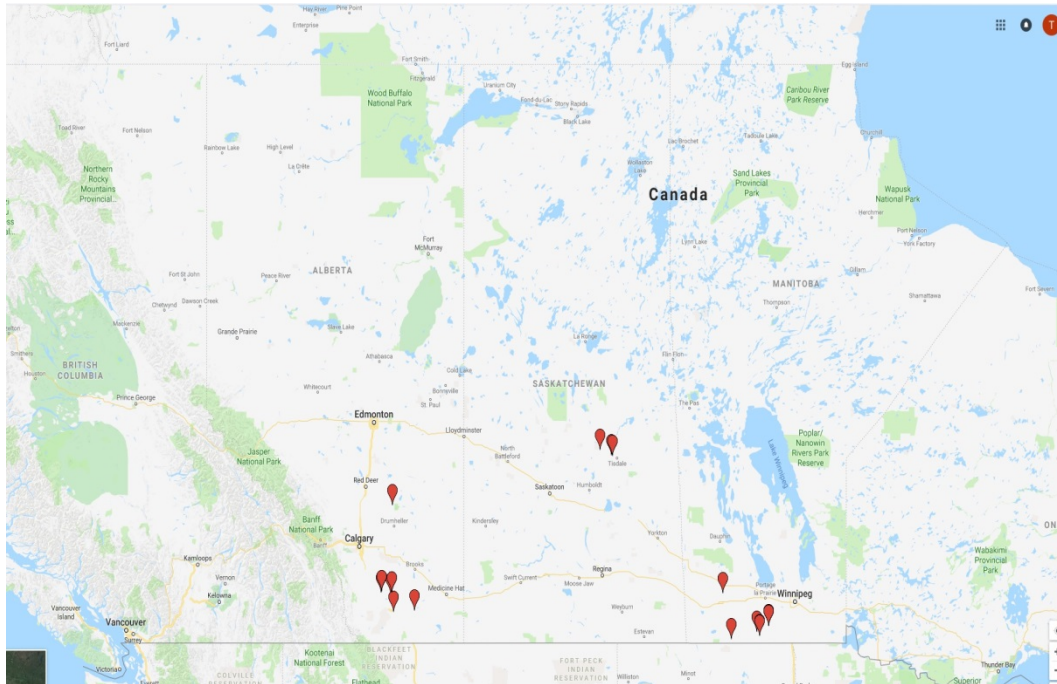 Hay River
Pine Point
Enterprise
Fort Liard
Fort Smith
Fitzgerald
Egg Island
Wood Buffalo
National Park
Uranium City
Fond-du-Lac
Stony Rapids
Black Lake
Caribou River
Park Reserve
Toad River
Fort Nelson
Rainbow Lake
High Level
La Crête
Lac Brochet
Tadoule Lake
Churchill
Northern
Rocky
Mountains
Provincial...
Wollaston
Lake
Canada
Sand Lakes
Provincial
Park
Wapusk
National Park
Herchmer
Port Nelson
York Factory
Lynn Lake
Fort
McMurray
ALBERTA
Fort St John
Peace River
Gillam
MANITOBA
Thompson
Shamattawa
Fort Severn
Chetwynd
Dawson Creek
Mackenzie
Grande Prairie
Slave Lake
La Ronge
Flin Flon
Smithers
Houston
BRITISH
COLUMBIA
Athabasca
Cold Lake
Bonnyville
St. Paul
Whitecourt
SASKATCHEWAN
The Pas
Prince George
Edmonton
Lloydminster
North
Battleford
Tisdale
Poplar/
Nanowin
Rivers Park
Reserve
Lake Winnipeg
Jasper
National Park
Red Deer
Saskatoon
Humboldt
Banff
National Park
Banff
Drumheller
Kindersley
Yorkton
Dauphin
ON
Calgary
Kamloops
Brooks
Medicine Hat
Swift Current
Moose Jaw
Regina
Wabakimi
Provincial
Park
Vernon
Kelowna
Portage
la Prairie
Winnipeg
Vancouver
Island
Vancouver
Surrey
Weyburn
Estevan
Victoria
Kootenai
National Forest
BLACKFEET
INDIAN
RESERVATION
FORT PECK
INDIAN
RESERVATION
Minot
Williston
Thunder Bay
Superior
COLVILLE
RESERVATION
Everett
Flathead
T